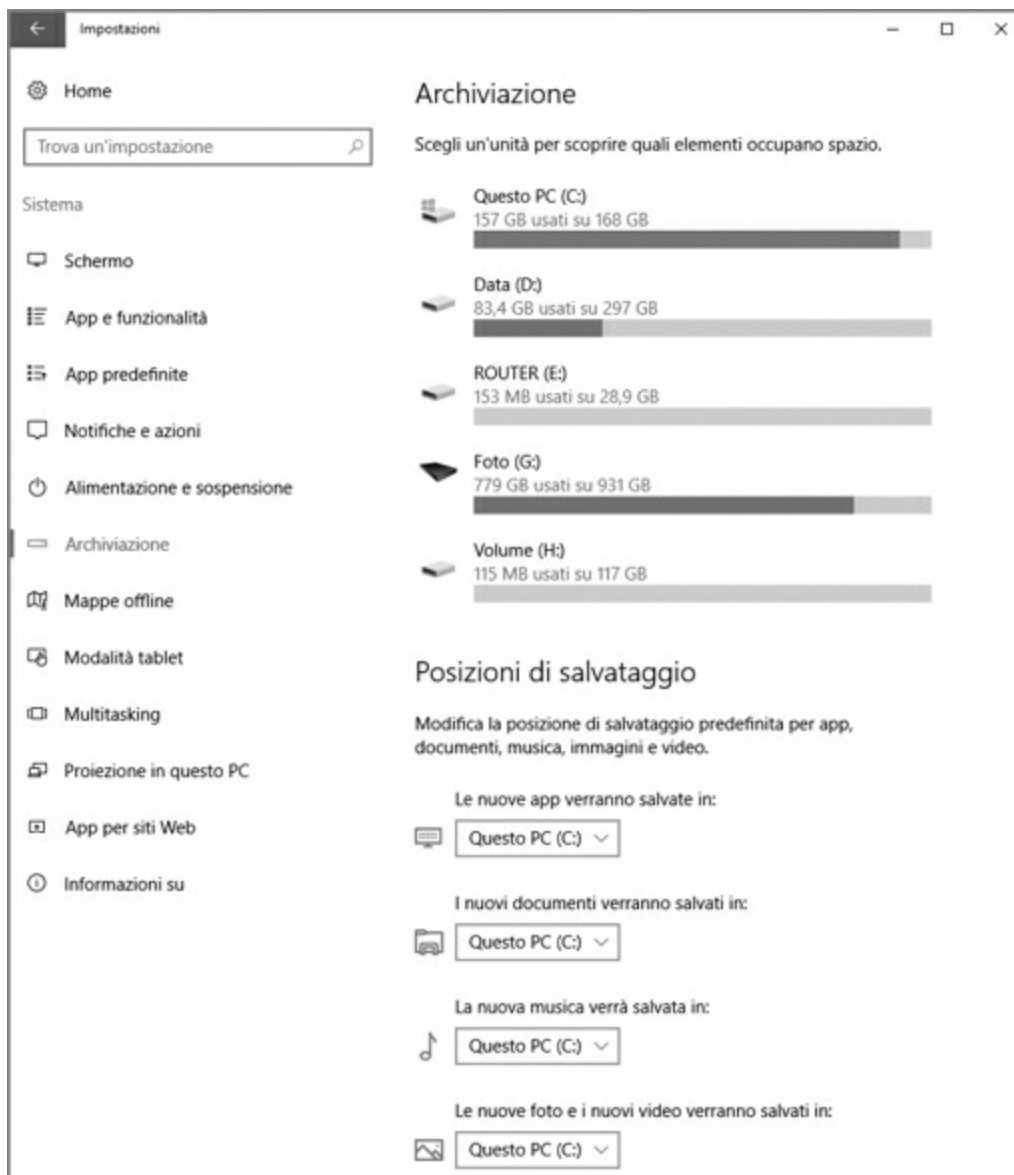 Impostazioni
Home
Trova un'impostazione
Sistema
Schermo
App e funzionalità
App predefinite
Notifiche e azioni
Alimentazione e sospensione
Archiviazione
Mappe offline
Modalità tablet
Multitasking
Proiezione in questo PC
App per siti Web
Informazioni su
Archiviazione
Scegli un'unità per scoprire quali elementi occupano spazio.
Questo PC (C:)
157 GB usati su 168 GB
Data (D:)
83,4 GB usati su 297 GB
ROUTER (E:)
153 MB usati su 28,9 GB
Foto (G:)
779 GB usati su 931 GB
Volume (H:)
115 MB usati su 117 GB
Posizioni di salvataggio
Modifica la posizione di salvataggio predefinita per app,
documenti, musica, immagini e video.
Le nuove app verranno salvate in:
Questo PC (C:)
I nuovi documenti verranno salvati in:
Questo PC (C:)
La nuova musica verrà salvata in:
Questo PC (C:)
Le nuove foto e i nuovi video verranno salvati in:
Questo PC (C:)